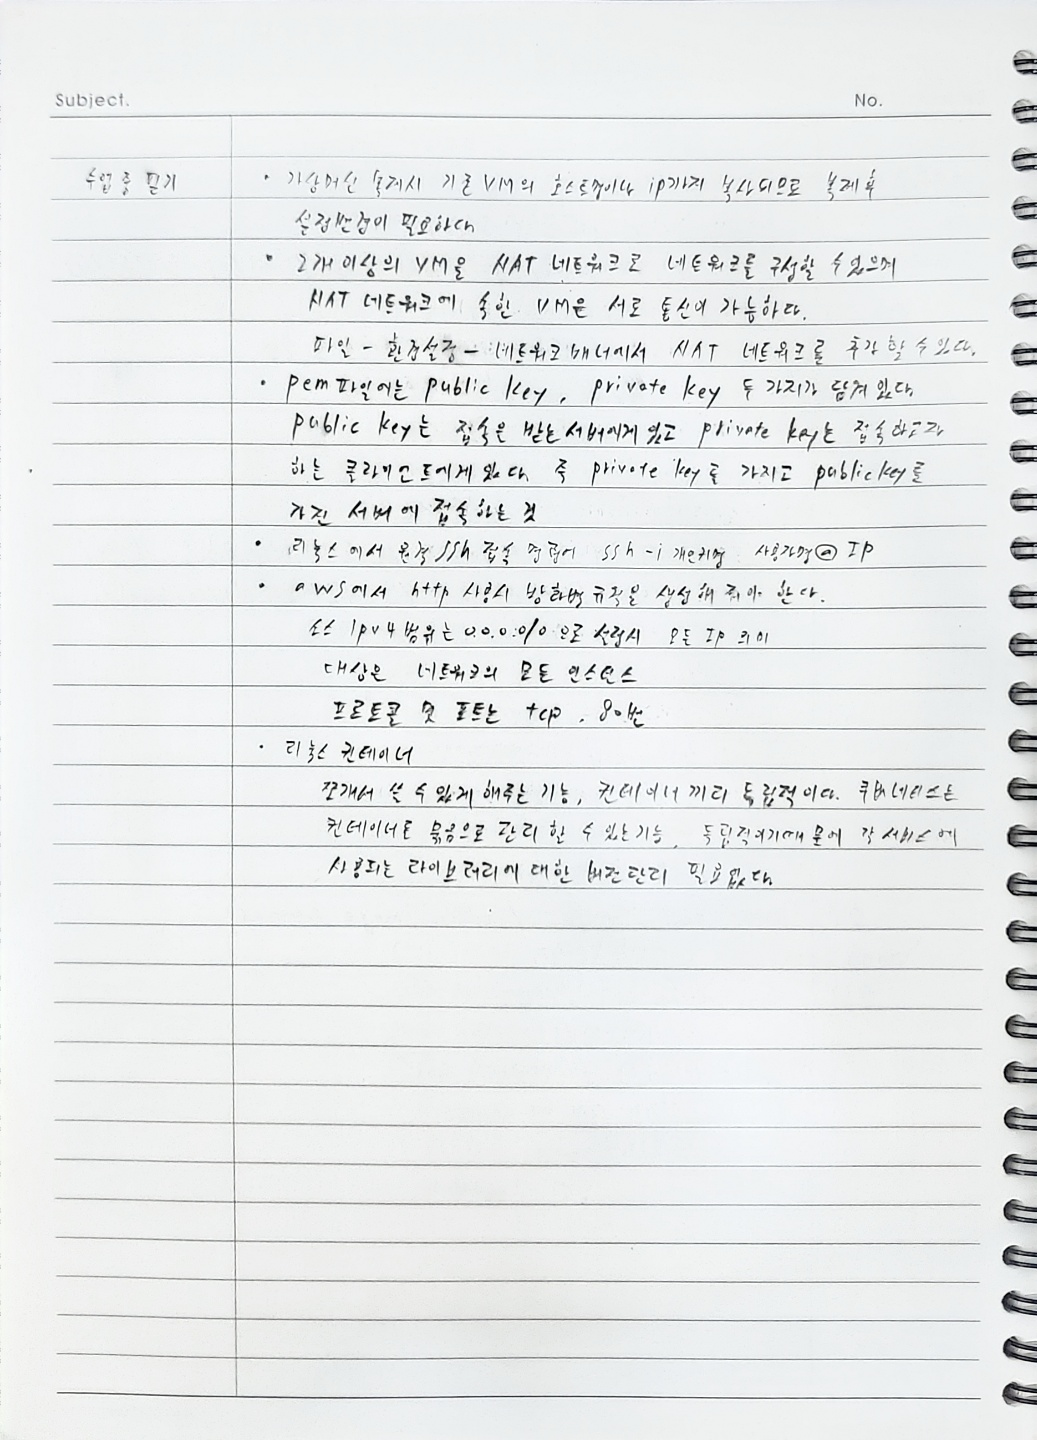 Subject.
No.
수업 중 필기
• 가상머신 복제시 기존 VM의 호스트명이나 ip까지 복사되므로 복제후
설정변경이 필요하다
• 2개 이상의 VM을 NAT 네트워크로 네트워크를 구성할 수 있으며
NAT 네트워크에 속한 VM은 서로 통신이 가능하다.
파일 - 환경설정 - 네트워크 매너에서 NAT 네트워크를 추가 할 수 있다.
• pem파일에는 public key, private key 두 가지가 담겨 있다
public key는 접속은 받는 서버에게 있고 private key는 접속하고자
하는 클라이언트에게 있다. 즉 private key를 가지고 public key를
가진 서버에 접속하는 것
• 리눅스에서 원격 SSh 접속 명령어 ssh -i 개인키명 사용자명@IP
• aws에서 http 사용시 방화벽 규칙을 생성해 줘야 한다.
소스 Ipv4 범위는 0.0.0.0/0 으로 설정시 모든 Ip 의미
대상은 네트워크의 모든 인스턴스
프로토콜 및 포트는 tcp, 80번
• 리눅스 컨테이너
쪼개서 쓸 수 있게 해주는 기능, 컨테이너 끼리 독립적이다. 쿠버네티스는
컨테이너를 묶음으로 관리 할 수 있는 기능, 독립적이기때문에 각 서비스에
사용되는 라이브러리에 대한 버전관리 필요없다